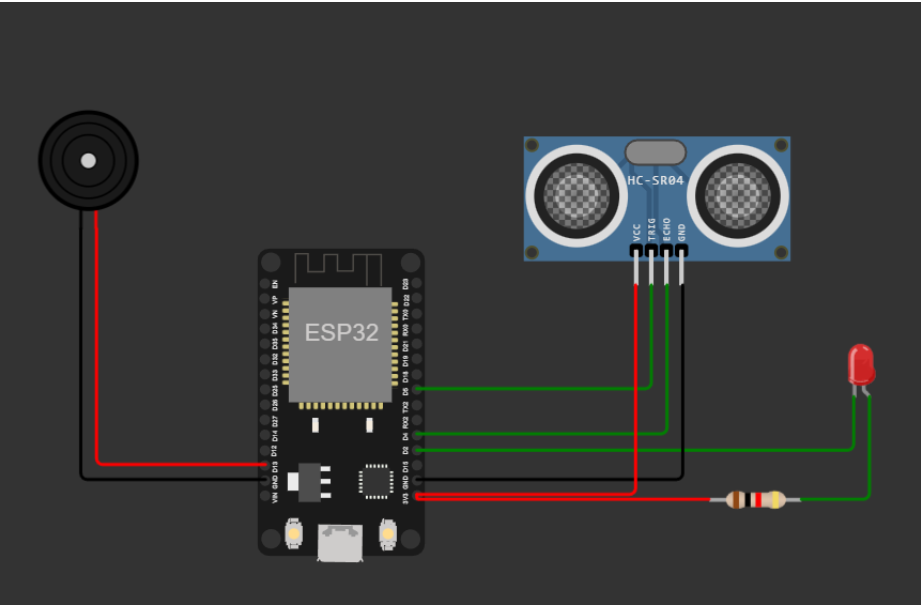 HC-SR04
VCC
TRIG
ECHO
GND
ESP32
EN
VP
VN
D34
D35
D32
D33
D25
D26
D27
D14
D12
D13
GND
VIN
D23
D22
TX0
RX0
D21
D19
D18
D5
TX2
RX2
D4
D2
D15
GND
3V3